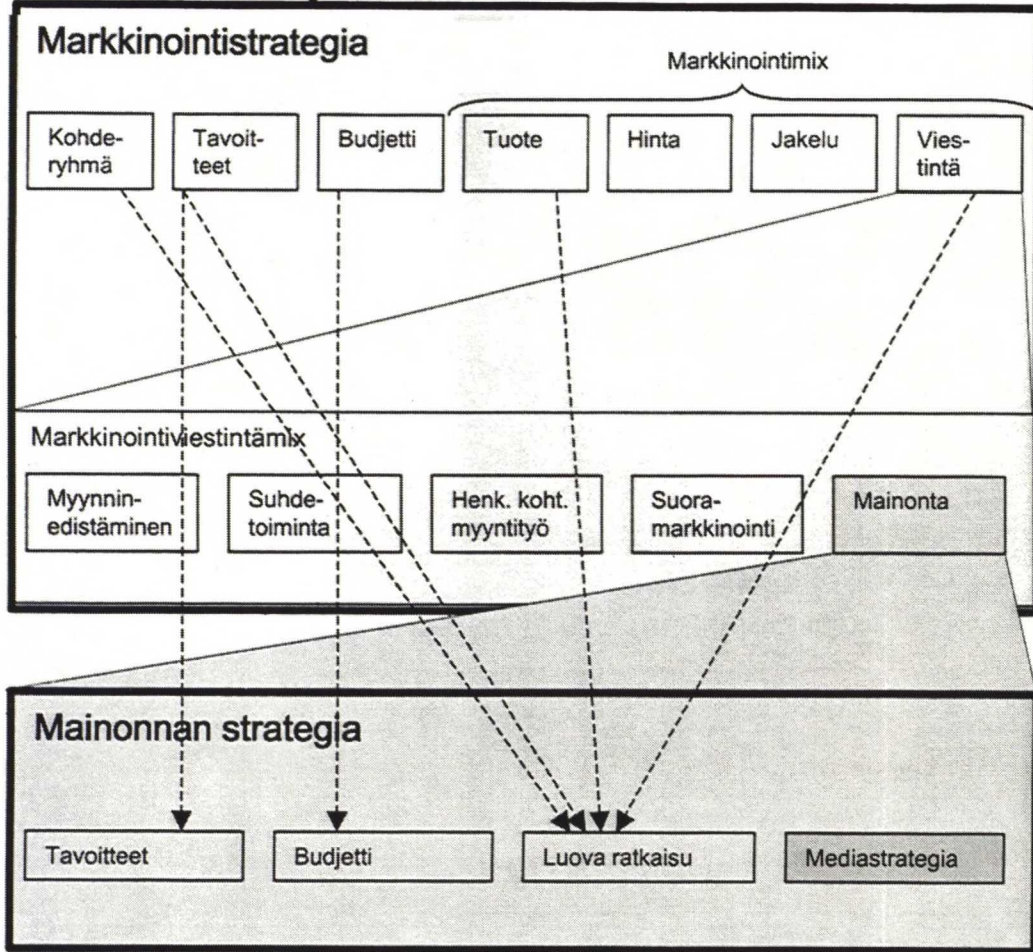 Markkinointistrategia
Markkinointimix
Kohde-
ryhmä
Tavoit-
teet
Budjetti
Tuote
Hinta
Jakelu
Vies-
tintä
Markkinointiviestintämix
Myynnin-
edistäminen
Suhde-
toiminta
Henk. koht.
myyntityö
Suora-
markkinointi
Mainonta
Mainonnan strategia
Tavoitteet
Budjetti
Luova ratkaisu
Mediastrategia